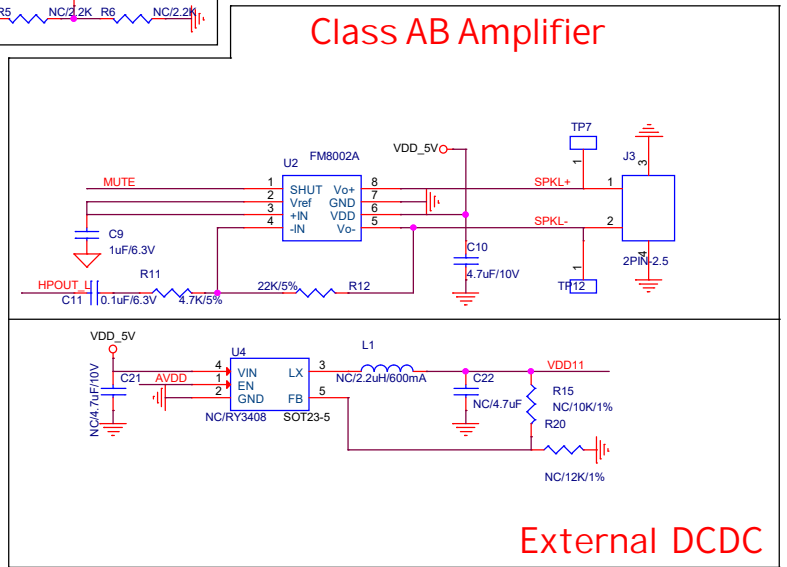 R5 NC/2.2K R6 NC/2.2K
Class AB Amplifier
TP7
FM8002A VDD_5V
U2 J3
1 3
MUTE 1 SHUT Vo+ 8 SPKL+ 1
2 Vref GND 7
3 +IN VDD 6
4 -IN Vo- 5 SPKL- 2
C9
1uF/6.3V
C10
4.7uF/10V
2PIN-2.5
4
1
TP12
R11
HPOUT_L
C11 0.1uF/6.3V 4.7K/5% 22K/5% R12
VDD_5V
U4 L1
4 VIN LX 3 VDD11
C21 AVDD 1 EN
2 GND FB 5
NC/4.7uF/10V
NC/RY3408 SOT23-5
NC/2.2uH/600mA
C22
NC/4.7uF
R15
NC/10K/1%
R20
NC/12K/1%
External DCDC